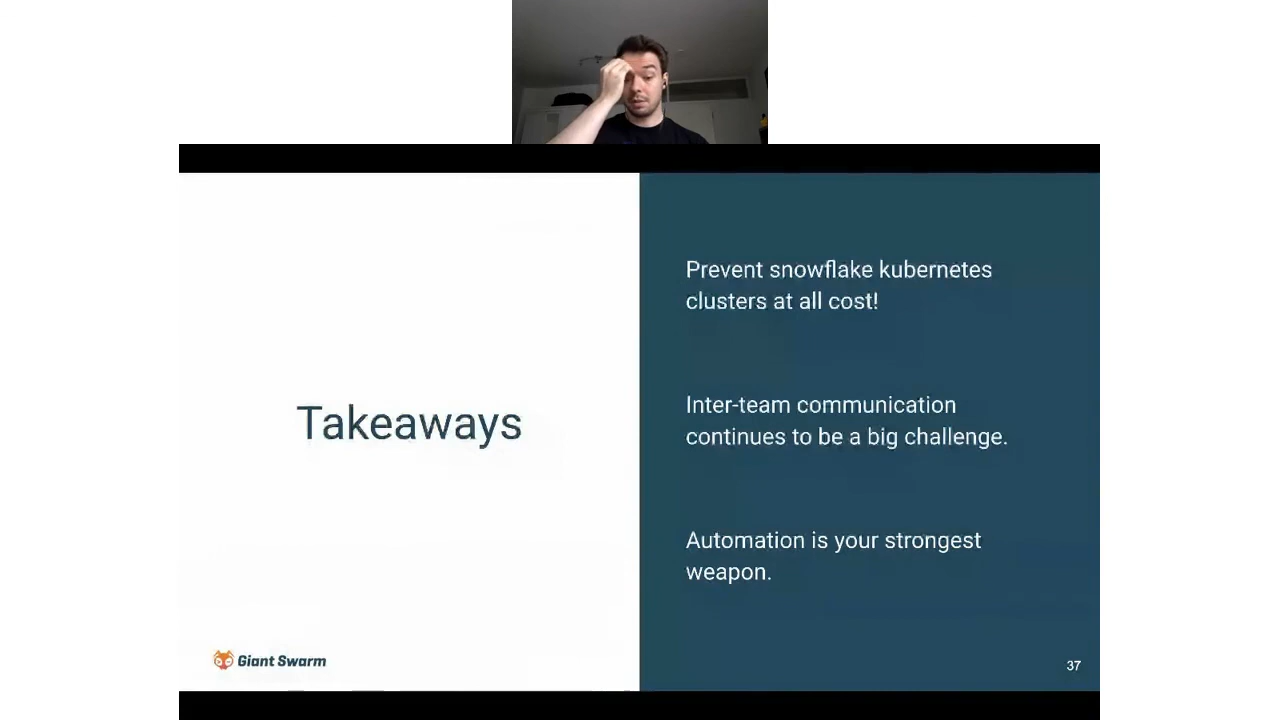 Prevent snowflake kubernetes
clusters at all cost!
Takeaways
Inter-team communication
continues to be a big challenge.
Automation is your strongest
weapon.
Giant Swarm
37